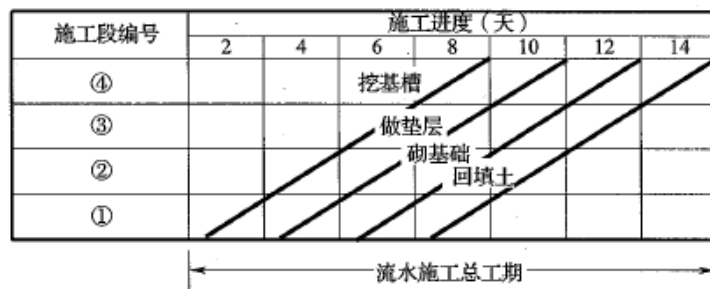 施工段编号 施工进度（天）
2 4 6 8 10 12 14
④ 挖基槽
③ 做垫层
② 砌基础
回填土
①
流水施工总工期